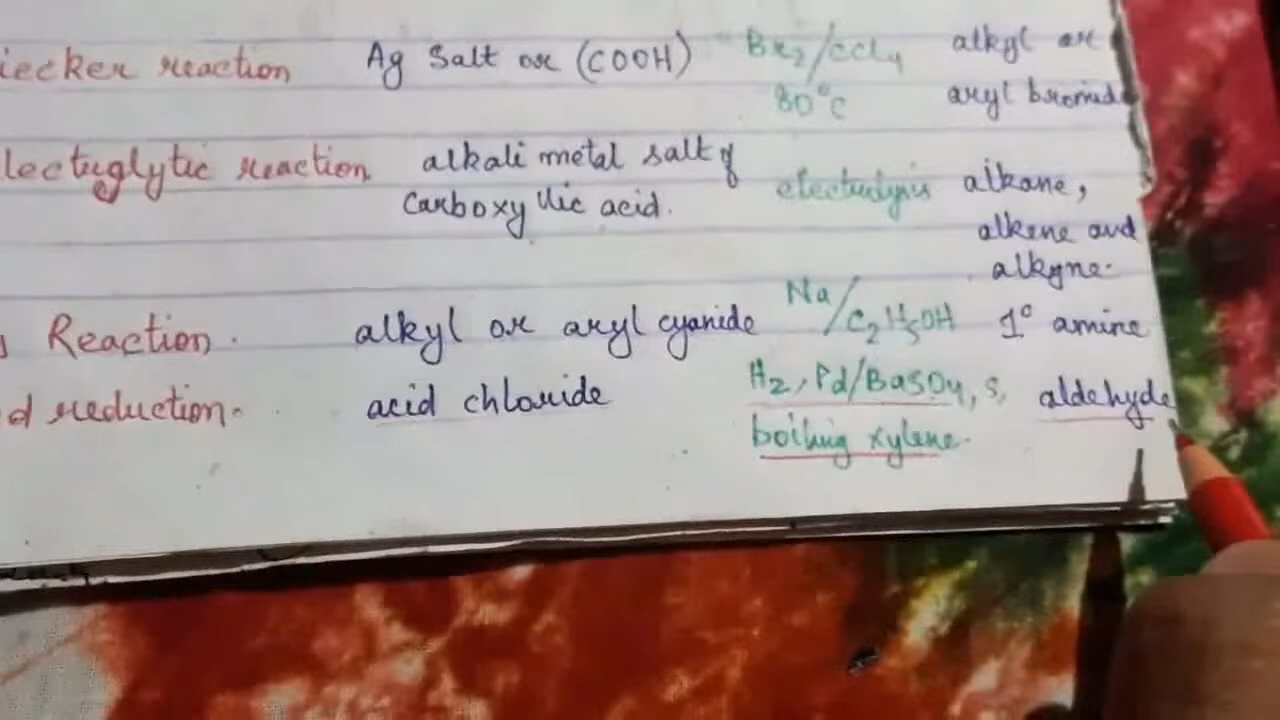 iecker reaction Ag Salt or (COOH) Br2/CCl4 alkyl or
80°c aryl bromide
lectroglytic reaction alkali metal salt of electrolysis alkane,
Carboxylic acid. alkene and
alkyne.
Reaction. alkyl or aryl cyanide Na/C2H5OH 1° amine
d reduction. acid chloride H2, Pd/BaSO4, S, aldehyde
boiling xylene.